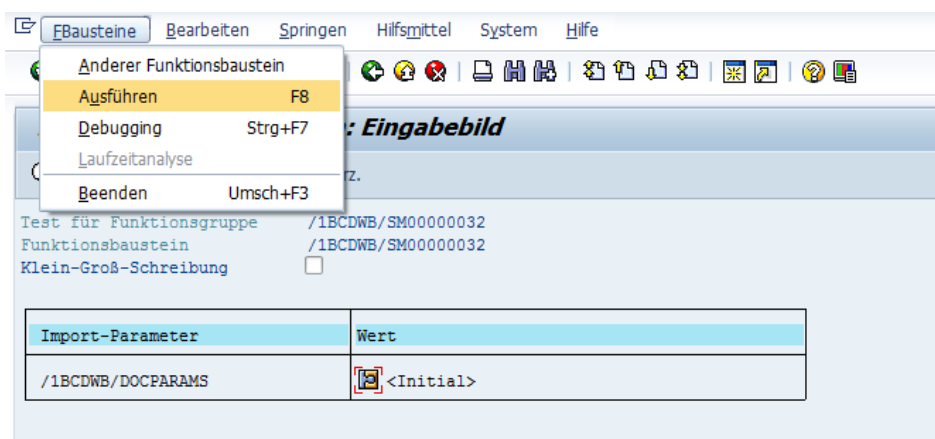 FBausteine Bearbeiten Springen Hilfsmittel System Hilfe
Anderer Funktionsbaustein
Ausführen F8
Debugging Strg+F7
: Eingabebild
Laufzeitanalyse
rz.
Beenden Umsch+F3
Test für Funktionsgruppe /1BCDWB/SM00000032
Funktionsbaustein /1BCDWB/SM00000032
Klein-Groß-Schreibung
Import-Parameter Wert
/1BCDWB/DOCPARAMS <Initial>